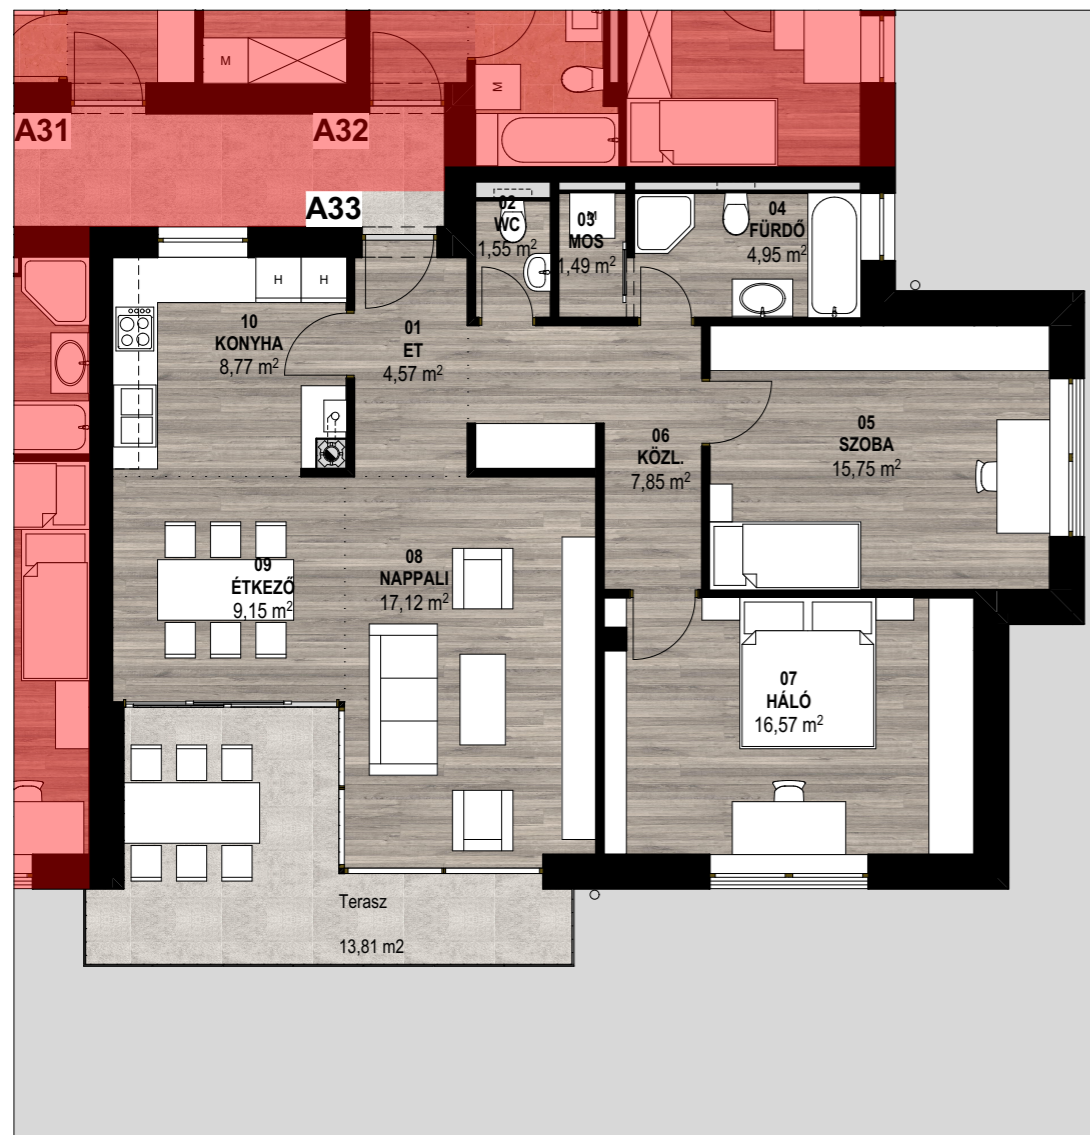 M
M
A31
A32
A33
02
WC
1,55 m²
03
M
MOS
1,49 m²
04
FÜRDŐ
4,95 m²
H
H
10
KONYHA
8,77 m²
01
ET
4,57 m²
06
KÖZL.
7,85 m²
05
SZOBA
15,75 m²
09
ÉTKEZŐ
9,15 m²
08
NAPPALI
17,12 m²
07
HÁLÓ
16,57 m²
Terasz
13,81 m2